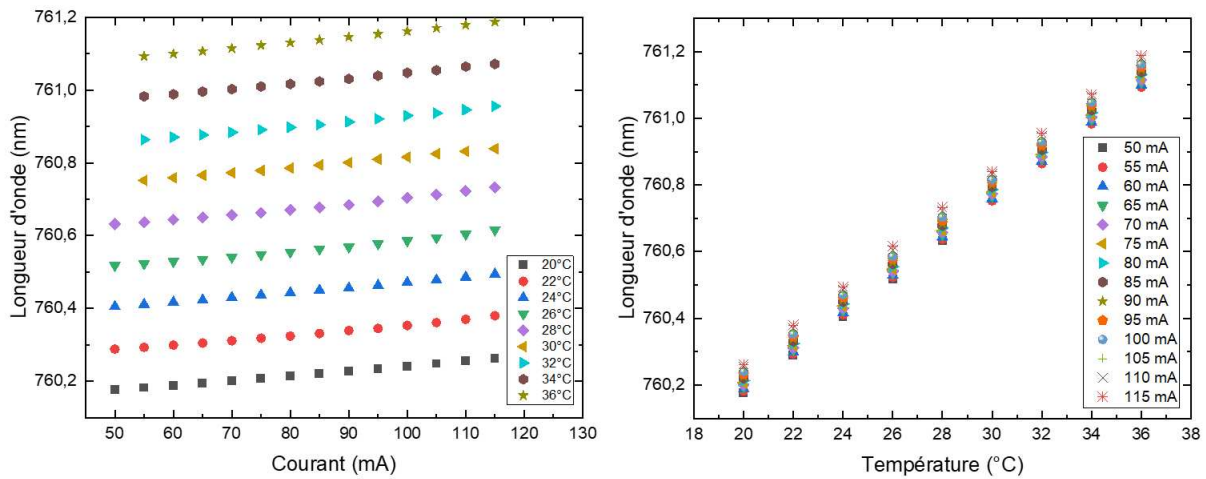 761,2
761,0
760,8
760,6
760,4
760,2
Longueur d'onde (nm)
50 60 70 80 90 100 110 120 130
Courant (mA)
20°C
22°C
24°C
26°C
28°C
30°C
32°C
34°C
36°C
761,2
761,0
760,8
760,6
760,4
760,2
Longueur d'onde (nm)
18 20 22 24 26 28 30 32 34 36 38
Température (°C)
50 mA
55 mA
60 mA
65 mA
70 mA
75 mA
80 mA
85 mA
90 mA
95 mA
100 mA
105 mA
110 mA
115 mA